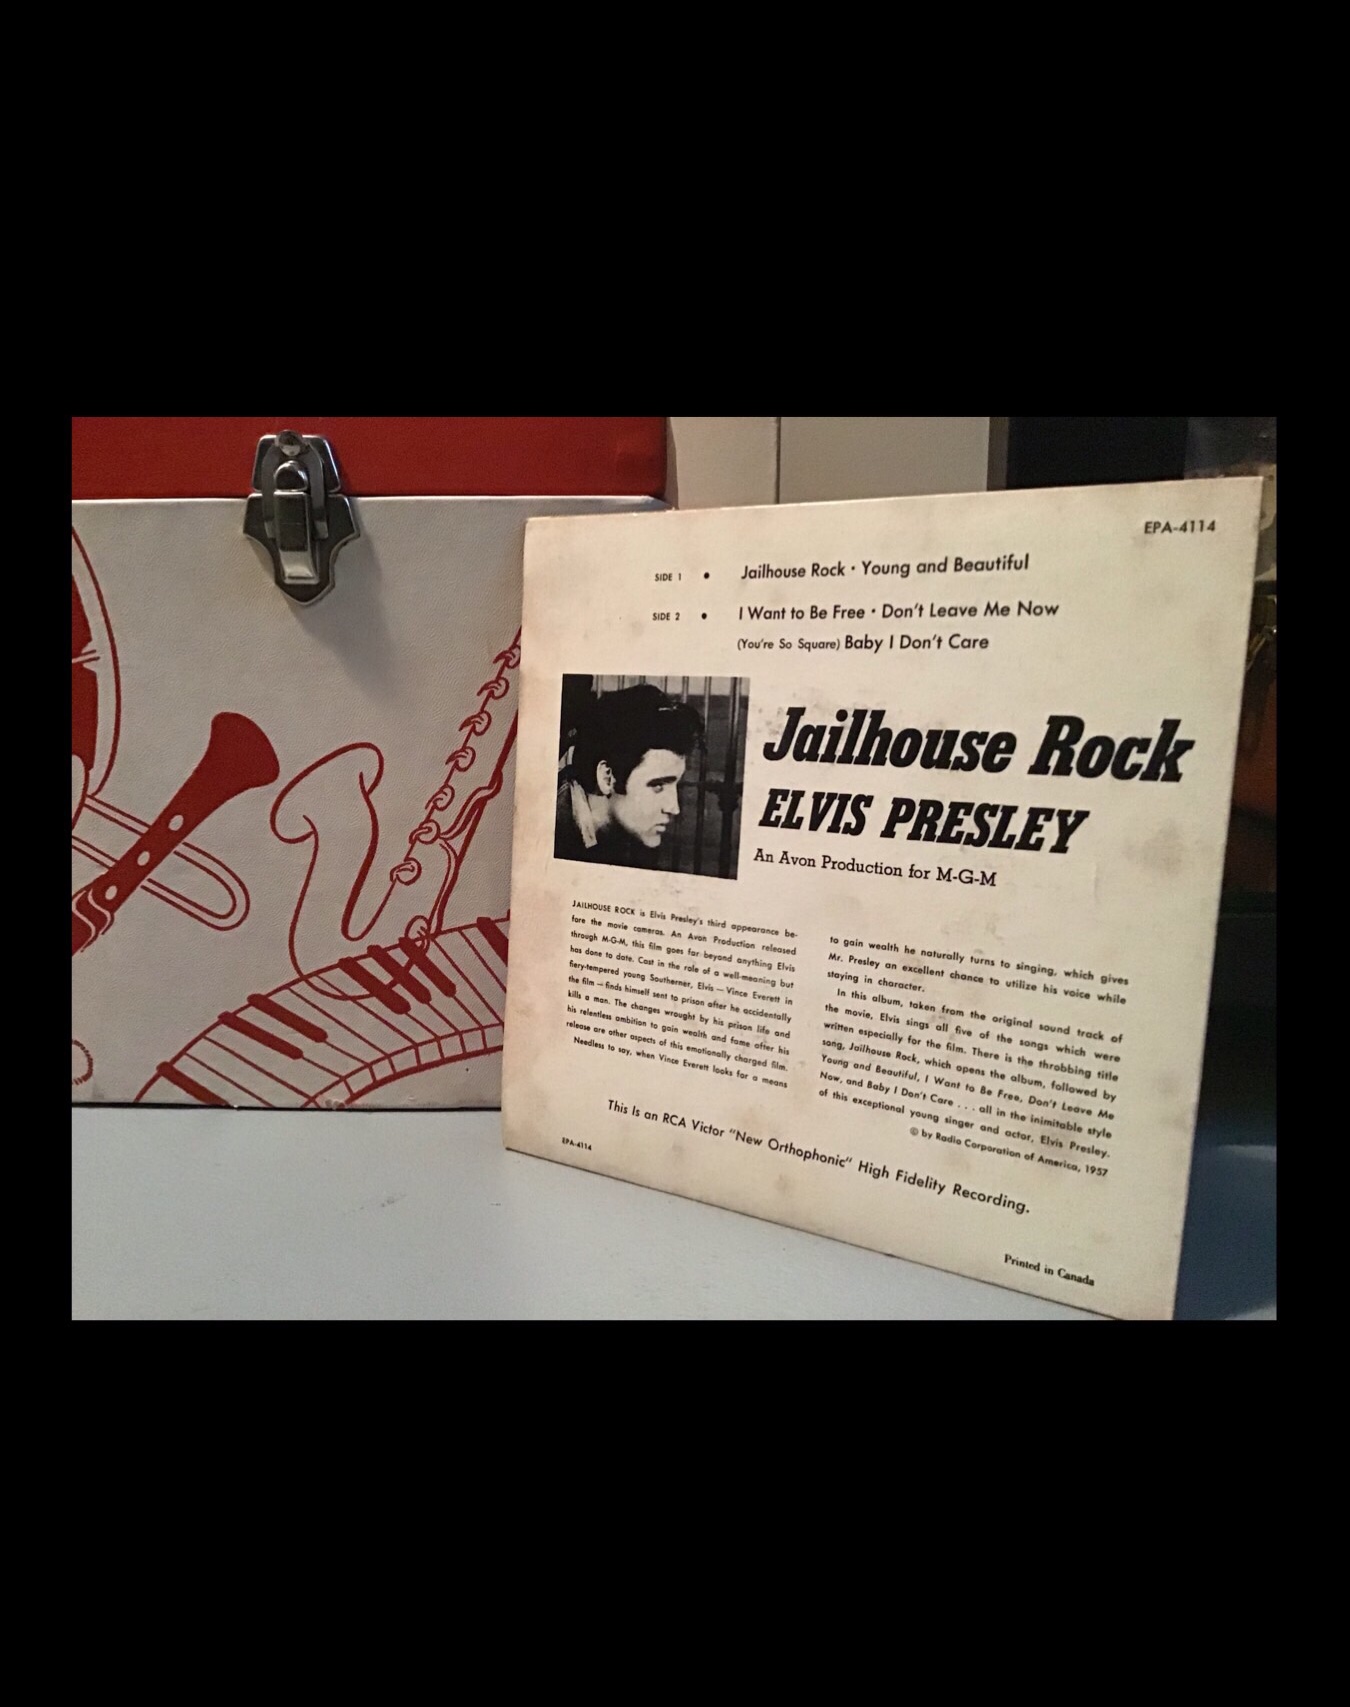 EPA-4114
SIDE 1 • Jailhouse Rock · Young and Beautiful
SIDE 2 • I Want to Be Free · Don't Leave Me Now
(You're So Square) Baby I Don't Care
Jailhouse Rock
ELVIS PRESLEY
An Avon Production for M-G-M
JAILHOUSE ROCK is Elvis Presley's third appearance be-
fore the movie cameras. An Avon Production released
through M-G-M, this film goes far beyond anything Elvis
has done to date. Cast in the role of a well-meaning but
fiery-tempered young Southerner, Elvis — Vince Everett in
the film — finds himself sent to prison after he accidentally
kills a man. The changes wrought by his prison life and
his relentless ambition to gain wealth and fame after his
release are other aspects of this emotionally charged film.
Needless to say, when Vince Everett looks for a means
to gain wealth he naturally turns to singing, which gives
Mr. Presley an excellent chance to utilize his voice while
staying in character.
In this album, taken from the original sound track of
the movie, Elvis sings all five of the songs which were
written especially for the film. There is the throbbing title
song, Jailhouse Rock, which opens the album, followed by
Young and Beautiful, I Want to Be Free, Don't Leave Me
Now, and Baby I Don't Care . . . all in the inimitable style
of this exceptional young singer and actor, Elvis Presley.
© by Radio Corporation of America, 1957
This Is an RCA Victor "New Orthophonic" High Fidelity Recording.
EPA-4114
Printed in Canada